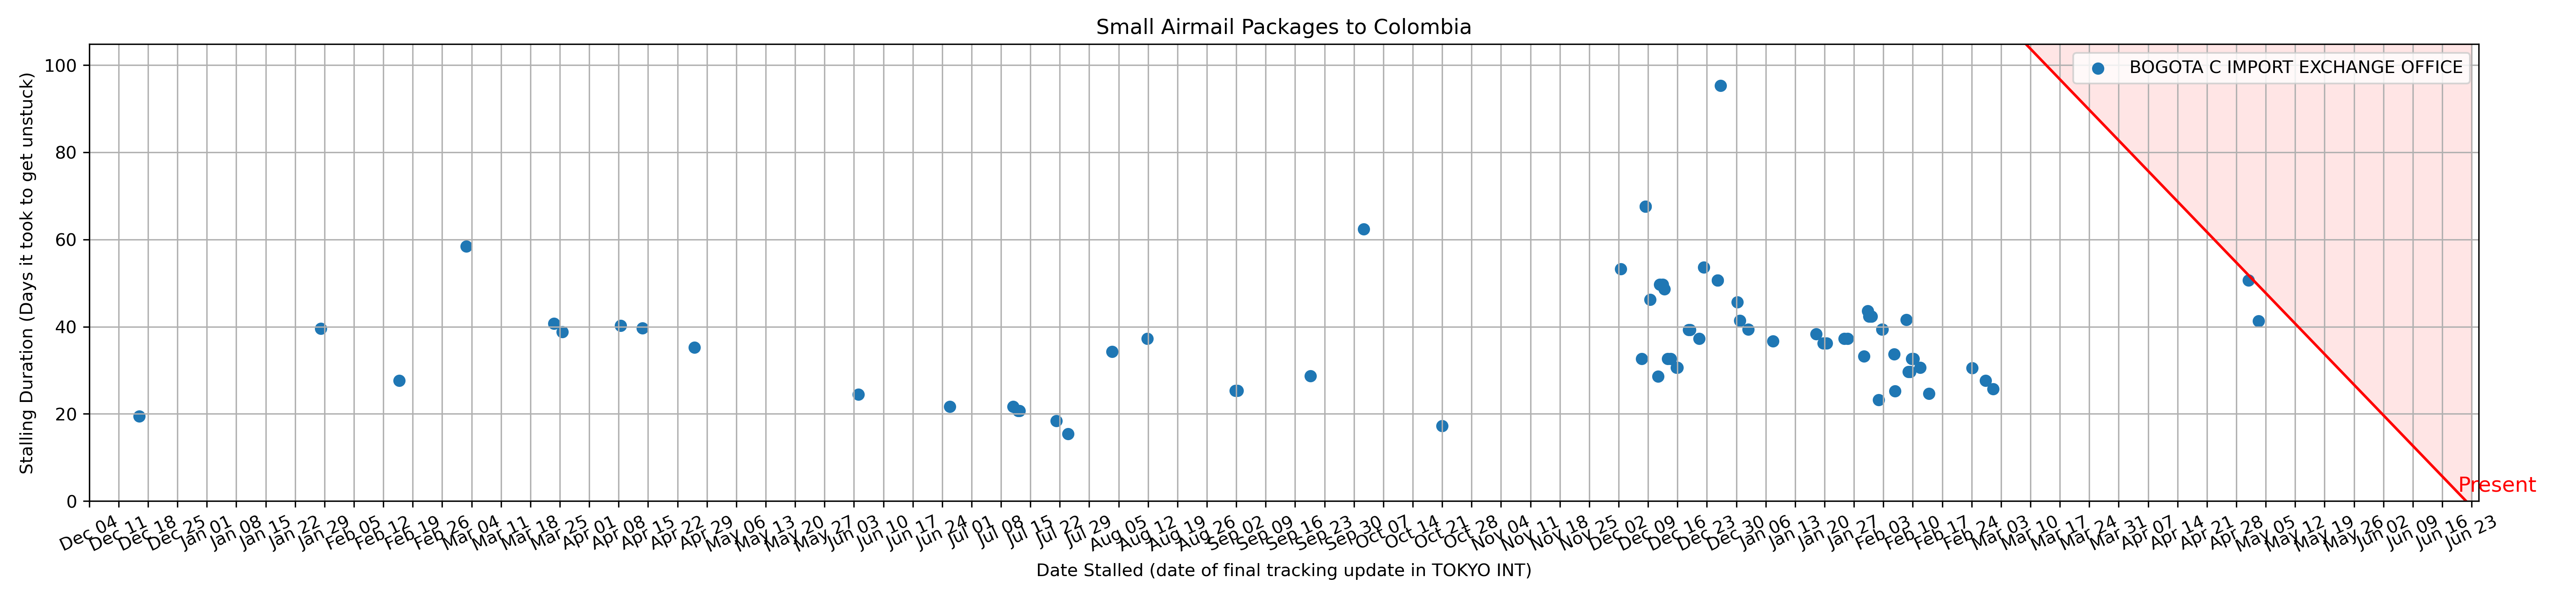 Small Airmail Packages to Colombia
BOGOTA C IMPORT EXCHANGE OFFICE
Stalling Duration (Days it took to get unstuck)
100
80
60
40
20
0
Present
Dec 04
Dec 11
Dec 18
Dec 25
Jan 01
Jan 08
Jan 15
Jan 22
Jan 29
Feb 05
Feb 12
Feb 19
Feb 26
Mar 04
Mar 11
Mar 18
Mar 25
Apr 01
Apr 08
Apr 15
Apr 22
Apr 29
May 06
May 13
May 20
May 27
Jun 03
Jun 10
Jun 17
Jun 24
Jul 01
Jul 08
Jul 15
Jul 22
Jul 29
Aug 05
Aug 12
Aug 19
Aug 26
Sep 02
Sep 09
Sep 16
Sep 23
Sep 30
Oct 07
Oct 14
Oct 21
Oct 28
Nov 04
Nov 11
Nov 18
Nov 25
Dec 02
Dec 09
Dec 16
Dec 23
Dec 30
Jan 06
Jan 13
Jan 20
Jan 27
Feb 03
Feb 10
Feb 17
Feb 24
Mar 03
Mar 10
Mar 17
Mar 24
Mar 31
Apr 07
Apr 14
Apr 21
Apr 28
May 05
May 12
May 19
May 26
Jun 02
Jun 09
Jun 16
Jun 23
Date Stalled (date of final tracking update in TOKYO INT)